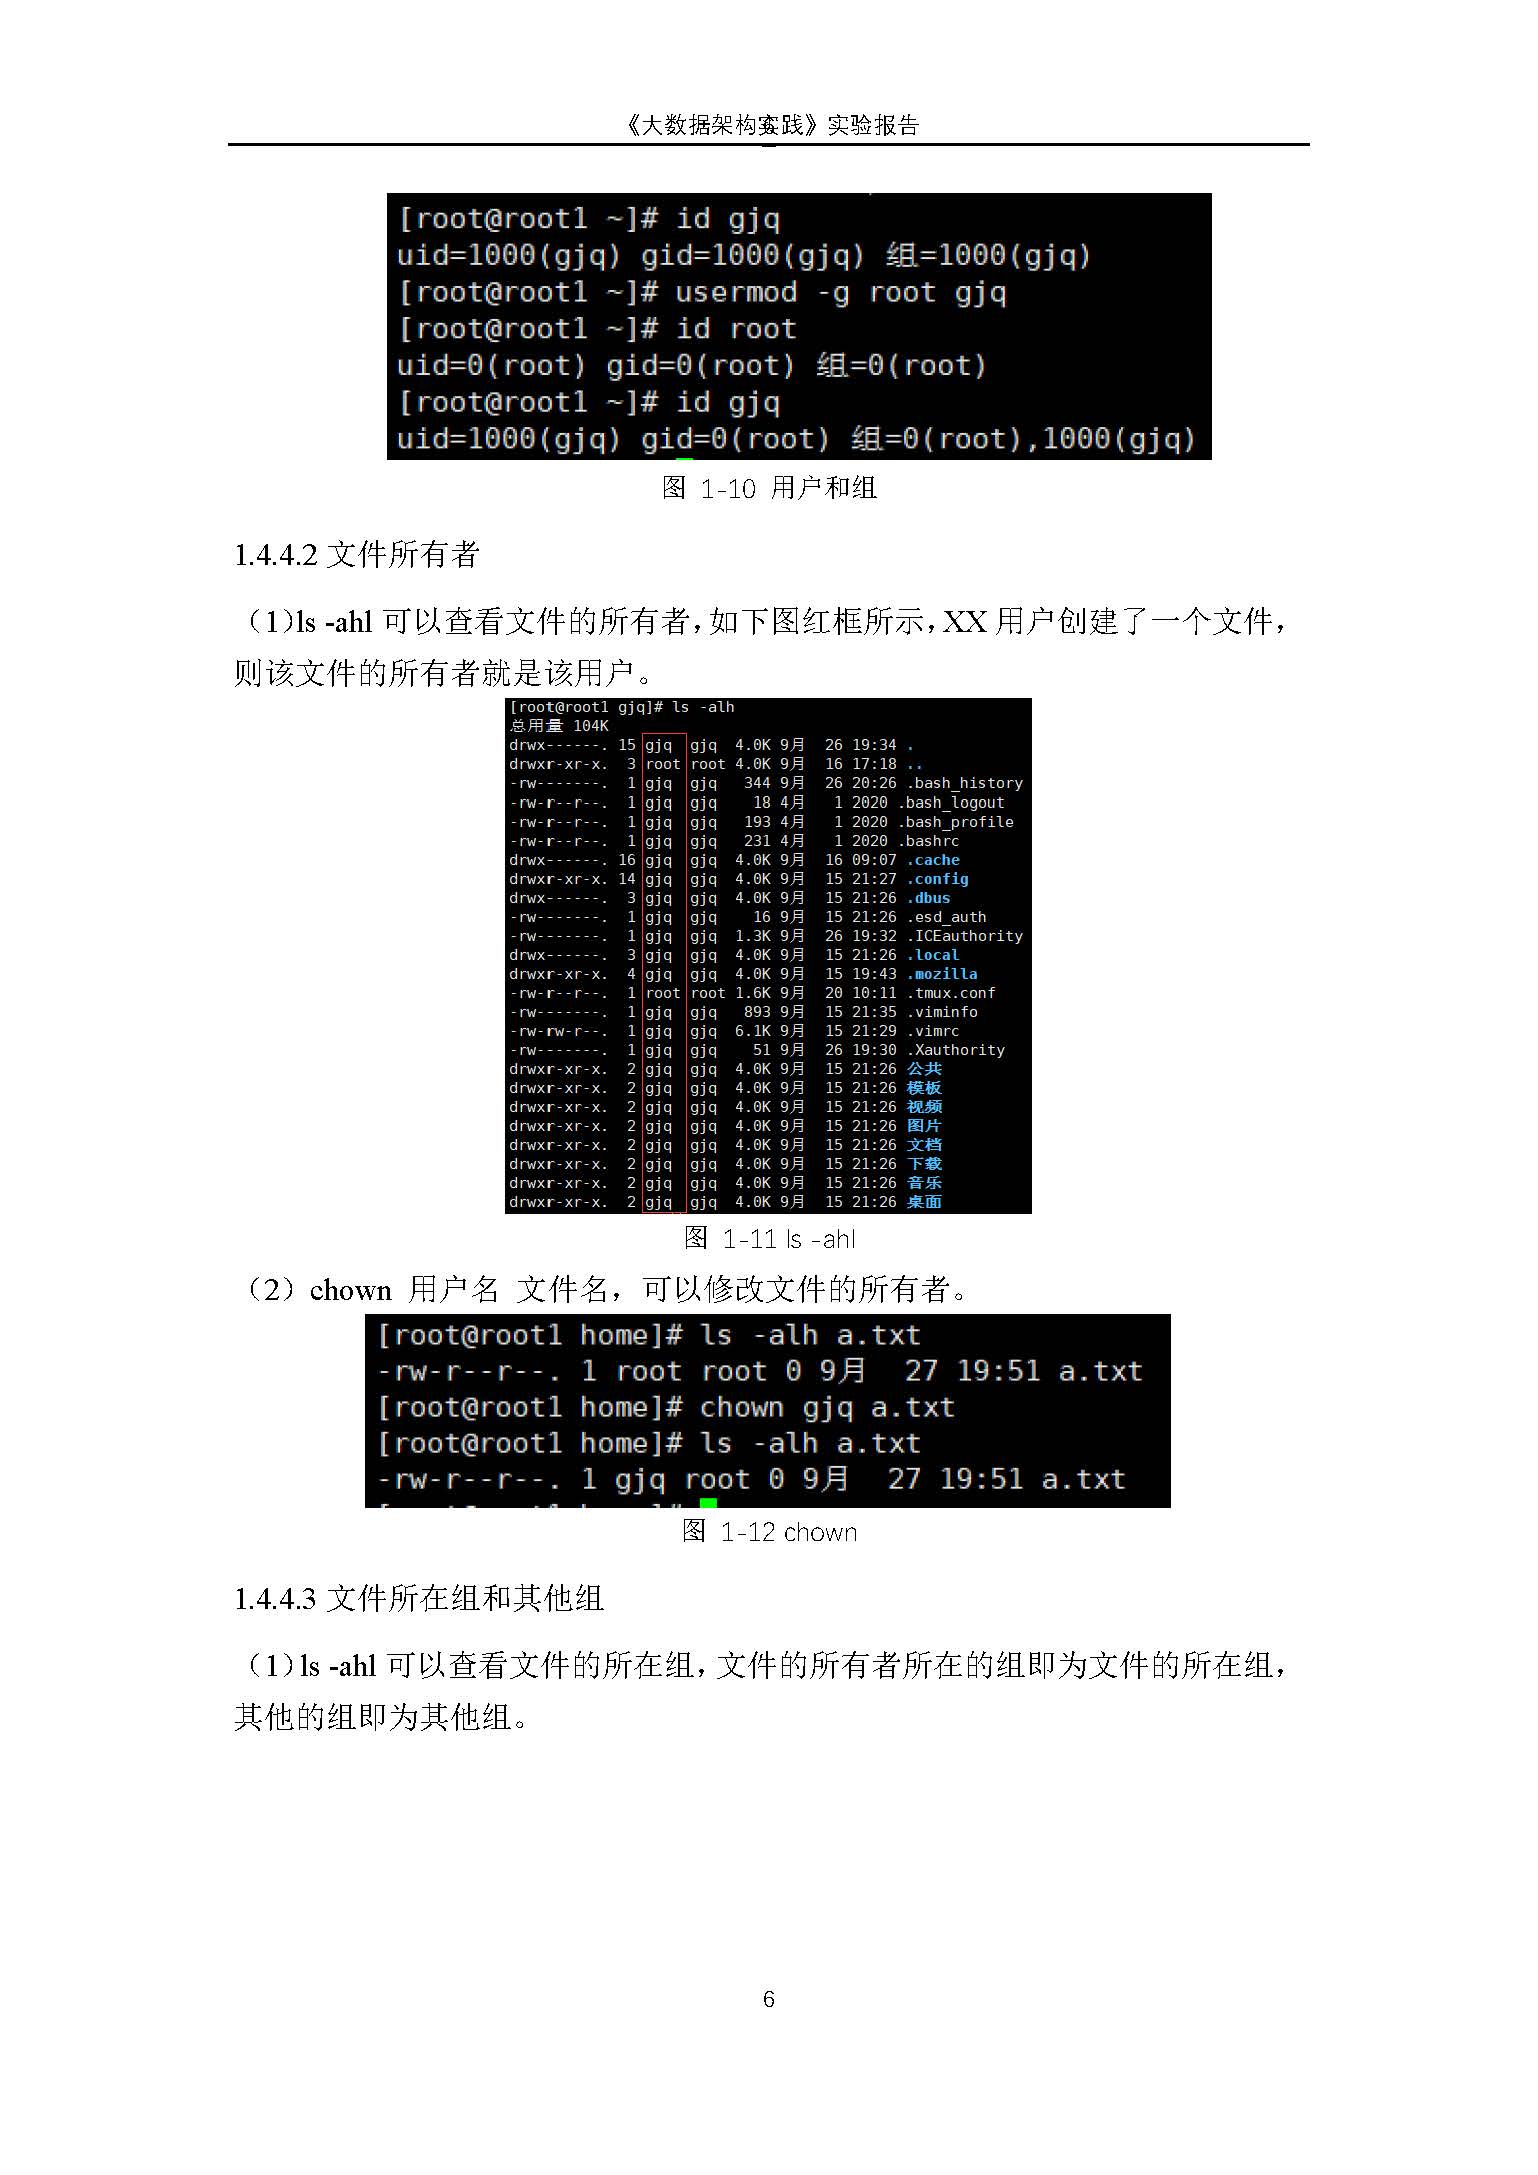 《大数据架构实践》实验报告
[root@root1 ~]# id gjq
uid=1000(gjq) gid=1000(gjq) 组=1000(gjq)
[root@root1 ~]# usermod -g root gjq
[root@root1 ~]# id root
uid=0(root) gid=0(root) 组=0(root)
[root@root1 ~]# id gjq
uid=1000(gjq) gid=0(root) 组=0(root),1000(gjq)
图 1-10 用户和组
1.4.4.2 文件所有者
（1）ls -ahl 可以查看文件的所有者，如下图红框所示，XX 用户创建了一个文件，
则该文件的所有者就是该用户。
[root@root1 gjq]# ls -alh
总用量 104K
drwx------. 15 gjq  gjq  4.0K 9月  26 19:34 .
drwxr-xr-x.  3 root root 4.0K 9月  16 17:18 ..
-rw-------.  1 gjq  gjq   344 9月  26 20:26 .bash_history
-rw-r--r--.  1 gjq  gjq    18 4月   1 2020 .bash_logout
-rw-r--r--.  1 gjq  gjq   193 4月   1 2020 .bash_profile
-rw-r--r--.  1 gjq  gjq   231 4月   1 2020 .bashrc
drwx------. 16 gjq  gjq  4.0K 9月  16 09:07 .cache
drwxr-xr-x. 14 gjq  gjq  4.0K 9月  15 21:27 .config
drwx------.  3 gjq  gjq  4.0K 9月  15 21:26 .dbus
-rw-------.  1 gjq  gjq    16 9月  15 21:26 .esd_auth
-rw-------.  1 gjq  gjq  1.3K 9月  26 19:32 .ICEauthority
drwx------.  3 gjq  gjq  4.0K 9月  15 21:26 .local
drwxr-xr-x.  4 gjq  gjq  4.0K 9月  15 19:43 .mozilla
-rw-r--r--.  1 root root 1.6K 9月  20 10:11 .tmux.conf
-rw-------.  1 gjq  gjq   893 9月  15 21:35 .viminfo
-rw-rw-r--.  1 gjq  gjq  6.1K 9月  15 21:29 .vimrc
-rw-------.  1 gjq  gjq    51 9月  26 19:30 .Xauthority
drwxr-xr-x.  2 gjq  gjq  4.0K 9月  15 21:26 公共
drwxr-xr-x.  2 gjq  gjq  4.0K 9月  15 21:26 模板
drwxr-xr-x.  2 gjq  gjq  4.0K 9月  15 21:26 视频
drwxr-xr-x.  2 gjq  gjq  4.0K 9月  15 21:26 图片
drwxr-xr-x.  2 gjq  gjq  4.0K 9月  15 21:26 文档
drwxr-xr-x.  2 gjq  gjq  4.0K 9月  15 21:26 下载
drwxr-xr-x.  2 gjq  gjq  4.0K 9月  15 21:26 音乐
drwxr-xr-x.  2 gjq  gjq  4.0K 9月  15 21:26 桌面
图 1-11 ls -ahl
（2）chown 用户名 文件名，可以修改文件的所有者。
[root@root1 home]# ls -alh a.txt
-rw-r--r--. 1 root root 0 9月  27 19:51 a.txt
[root@root1 home]# chown gjq a.txt
[root@root1 home]# ls -alh a.txt
-rw-r--r--. 1 gjq root 0 9月  27 19:51 a.txt
图 1-12 chown
1.4.4.3 文件所在组和其他组
（1）ls -ahl 可以查看文件的所在组，文件的所有者所在的组即为文件的所在组，
其他的组即为其他组。
6